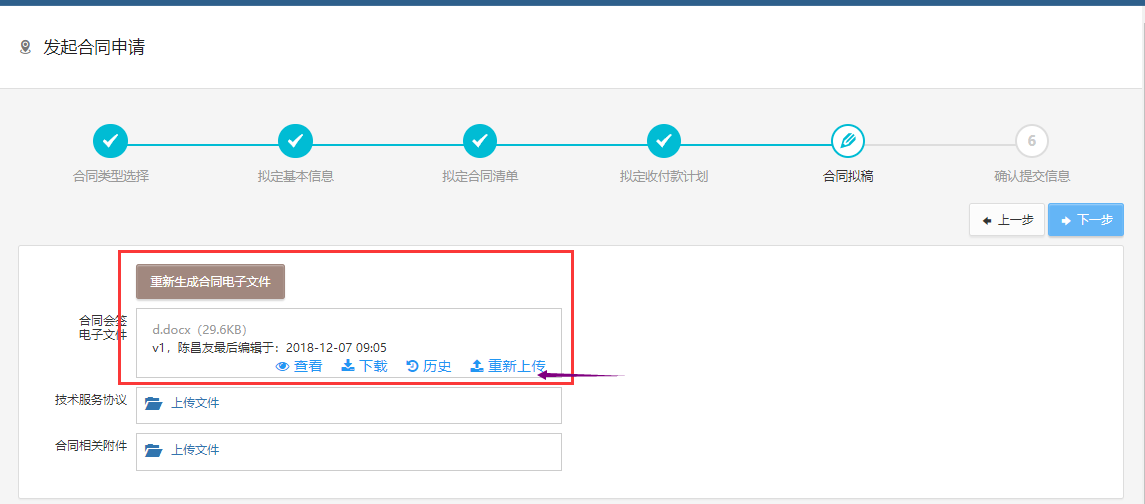 发起合同申请
6
合同类型选择
拟定基本信息
拟定合同清单
拟定收付款计划
合同拟稿
确认提交信息
上一步
下一步
重新生成合同电子文件
合同会签
电子文件
d.docx（29.6KB）
v1，陈昌友最后编辑于：2018-12-07 09:05
查看 下载 历史 重新上传
技术服务协议
上传文件
合同相关附件
上传文件